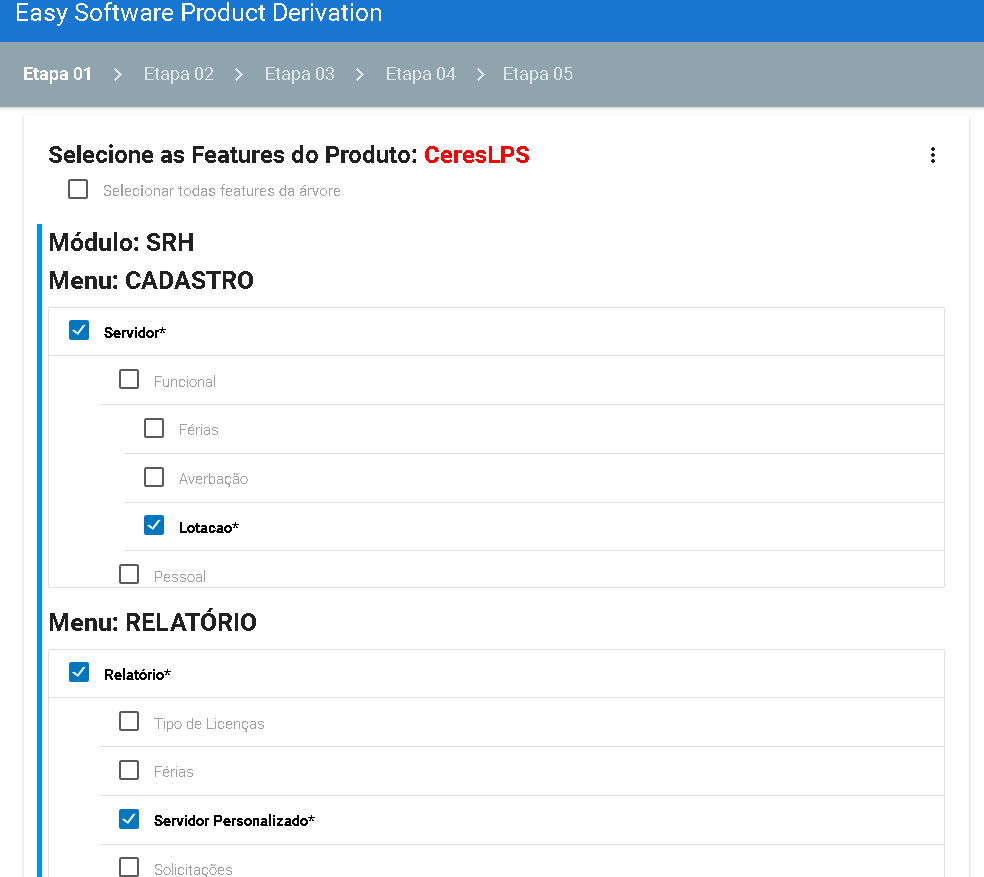 Easy Software Product Derivation
Etapa 01 > Etapa 02 > Etapa 03 > Etapa 04 > Etapa 05
Selecione as Features do Produto: CeresLPS
Selecionar todas features da árvore
Módulo: SRH
Menu: CADASTRO
Servidor*
Funcional
Férias
Averbação
Lotacao*
Pessoal
Menu: RELATÓRIO
Relatório*
Tipo de Licenças
Férias
Servidor Personalizado*
Solicitações